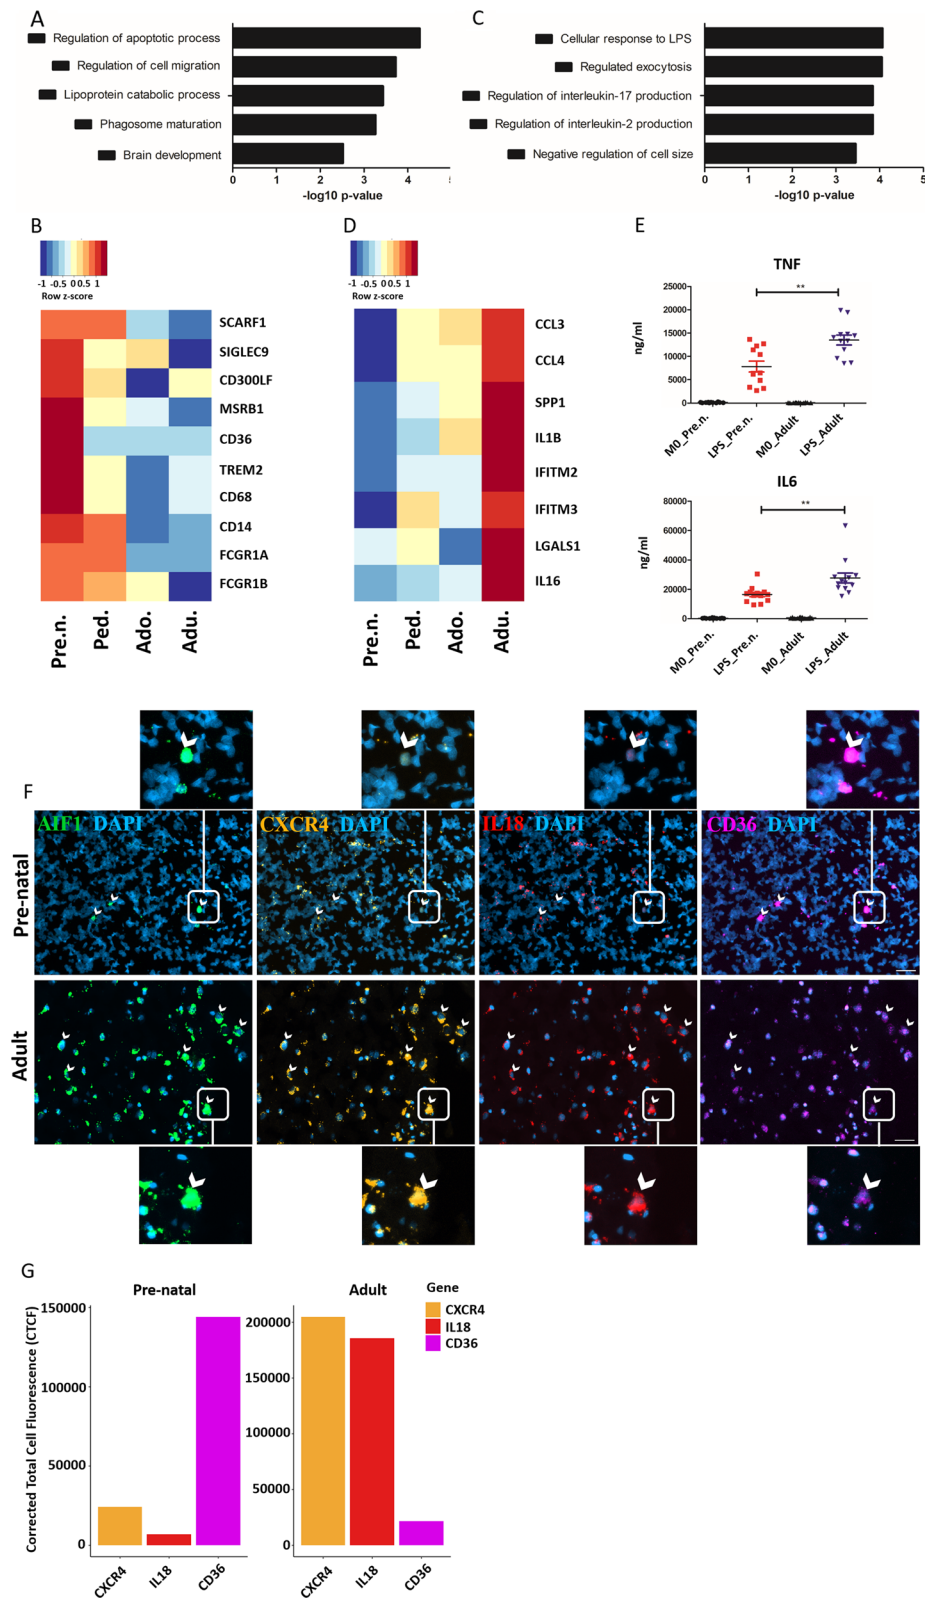 A
Regulation of apoptotic process
Regulation of cell migration
Lipoprotein catabolic process
Phagosome maturation
Brain development
0 1 2 3 4 5
-log10 p-value
C
Cellular response to LPS
Regulated exocytosis
Regulation of interleukin-17 production
Regulation of interleukin-2 production
Negative regulation of cell size
0 1 2 3 4 5
-log10 p-value
B
-1 0 0.5 1
Row z-score
SCARF1
SIGLEC9
CD300LF
MSRB1
CD36
TREM2
CD68
CD14
FCGR1A
FCGR1B
Pre.n. Ped. Ado. Adu.
D
-1 0 0.5 1
Row z-score
CCL3
CCL4
SPP1
IL1B
IFITM2
IFITM3
LGALS1
IL16
Pre.n. Ped. Ado. Adu.
E
TNF
**
ng/ml
25000
20000
15000
10000
5000
0
M0_Pre.n. LPS_Pre.n. M0_Adult LPS_Adult
IL6
**
ng/ml
80000
60000
40000
20000
0
M0_Pre.n. LPS_Pre.n. M0_Adult LPS_Adult
F
Pre-natal
AIF1 DAPI
CXCR4 DAPI
IL18 DAPI
CD36 DAPI
Adult
G
Pre-natal
Corrected Total Cell Fluorescence (CTCF)
150000
100000
50000
0
CXCR4 IL18 CD36
Adult
200000
150000
100000
50000
0
CXCR4 IL18 CD36
Gene
CXCR4
IL18
CD36